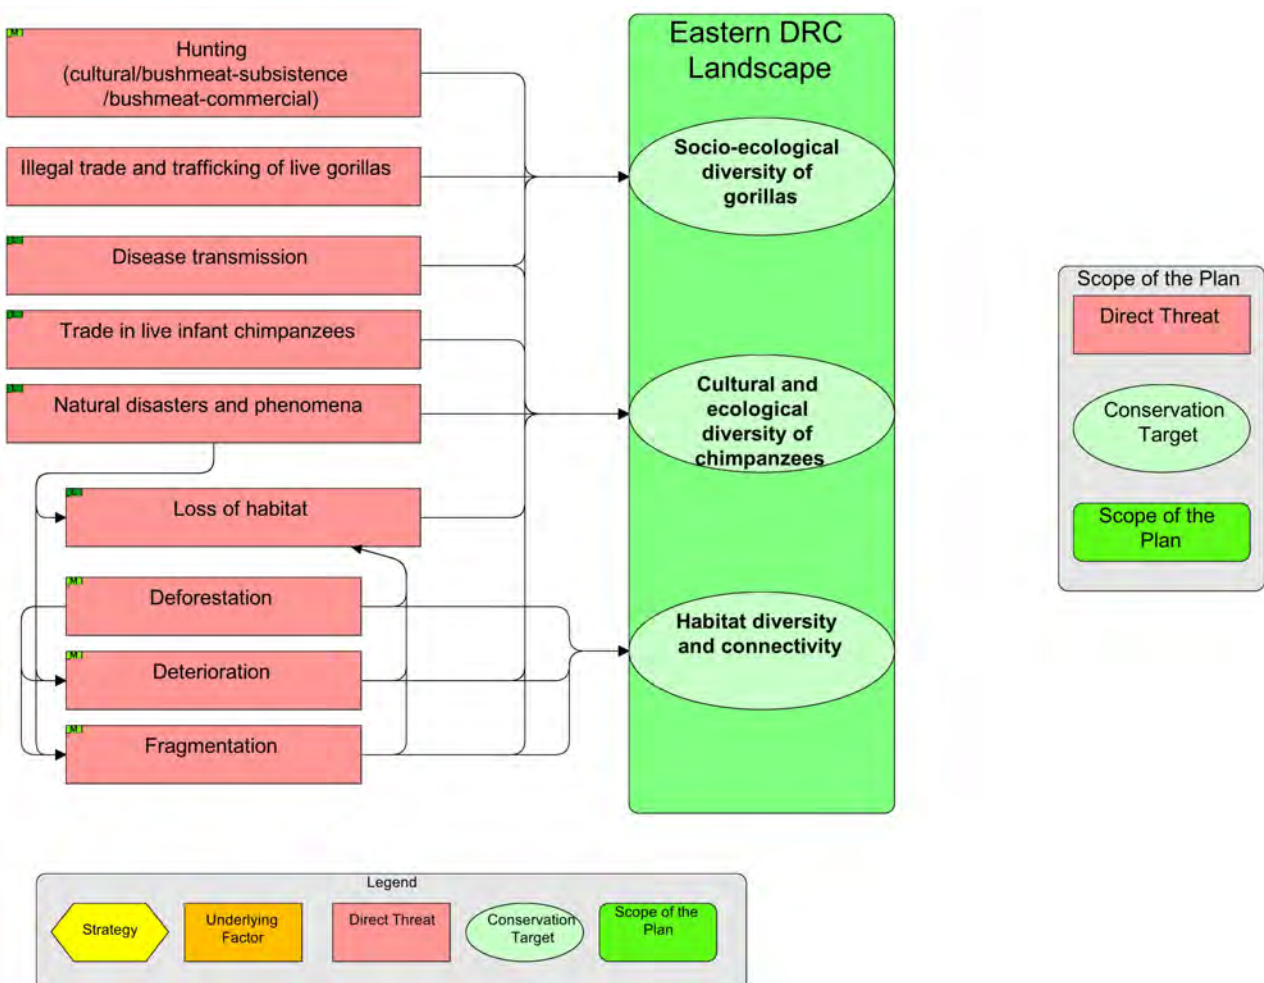 M
Hunting
(cultural/bushmeat-subsistence
/bushmeat-commercial)
Illegal trade and trafficking of live gorillas
L
Disease transmission
L
Trade in live infant chimpanzees
L
Natural disasters and phenomena
L
Loss of habitat
M
Deforestation
M
Deterioration
M
Fragmentation
Eastern DRC
Landscape
Socio-ecological
diversity of
gorillas
Cultural and
ecological
diversity of
chimpanzees
Habitat diversity
and connectivity
Scope of the Plan
Direct Threat
Conservation
Target
Scope of the
Plan
Legend
Strategy
Underlying
Factor
Direct Threat
Conservation
Target
Scope of the
Plan